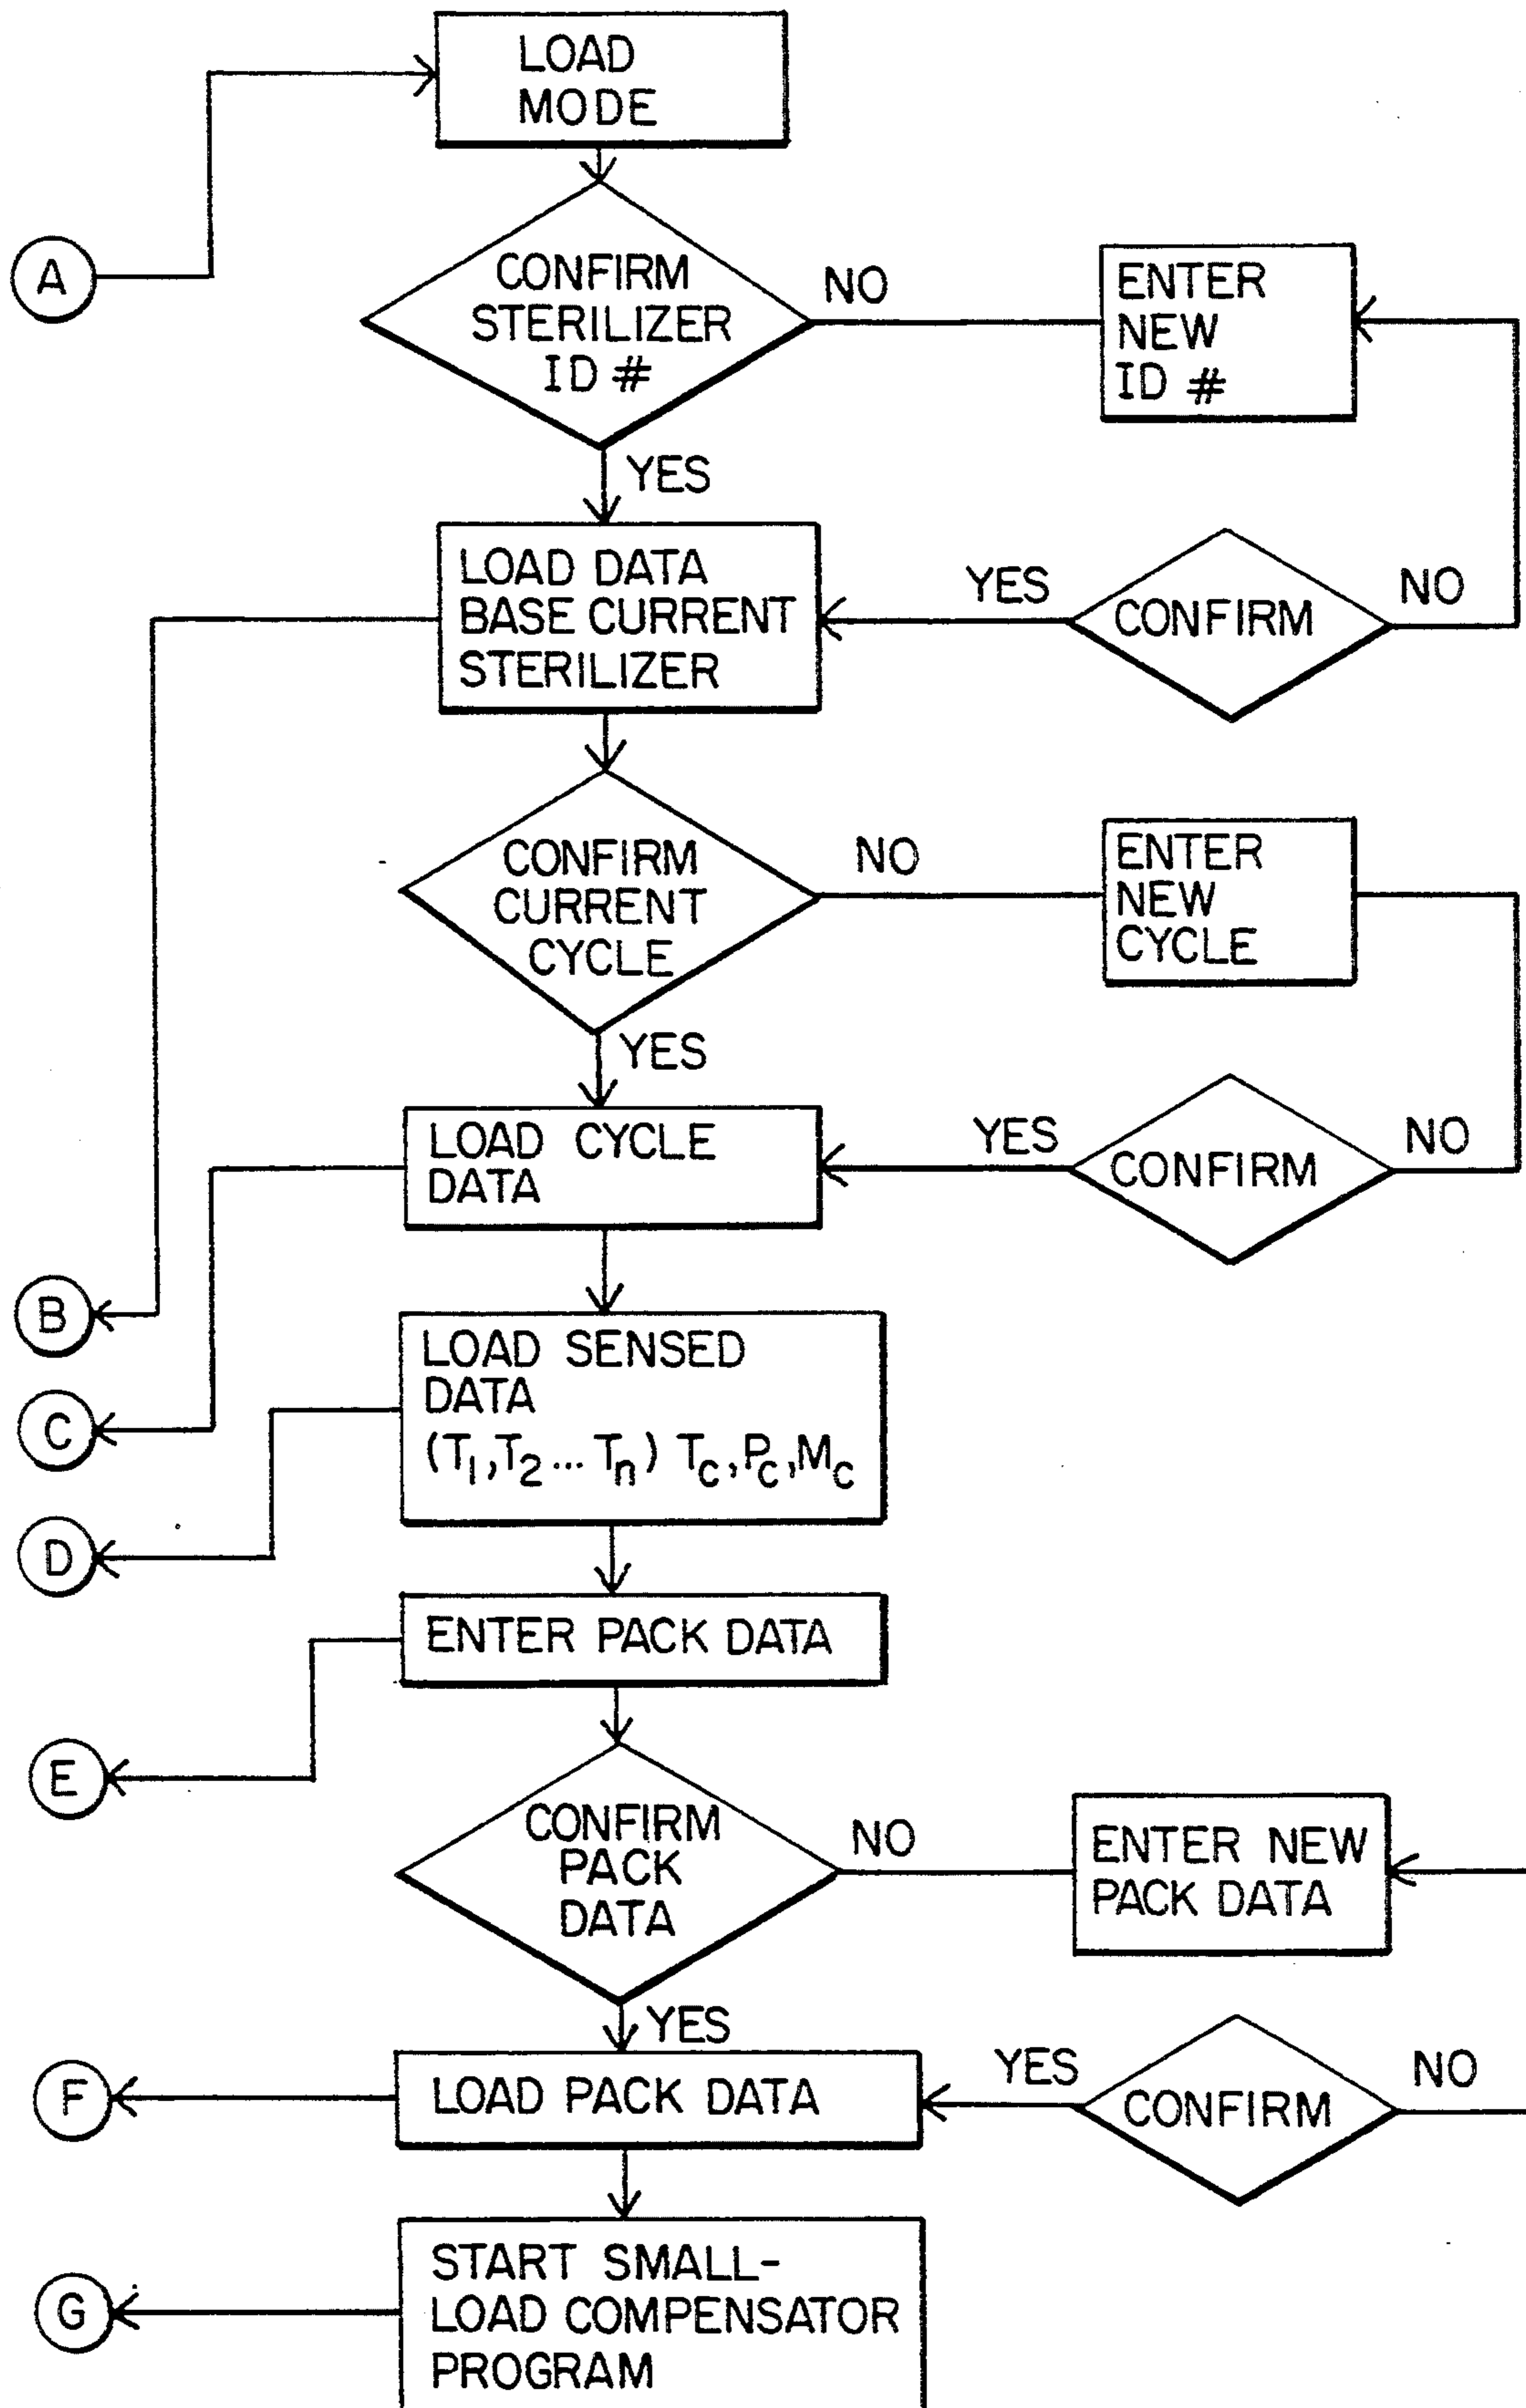 LOAD
MODE
A
CONFIRM
STERILIZER
ID #
NO
ENTER
NEW
ID #
YES
LOAD DATA
BASE CURRENT
STERILIZER
YES
CONFIRM
NO
CONFIRM
CURRENT
CYCLE
NO
ENTER
NEW
CYCLE
YES
LOAD CYCLE
DATA
YES
CONFIRM
NO
B
LOAD SENSED
DATA
(T1,T2... Tn) Tc,Pc,Mc
C
D
ENTER PACK DATA
E
CONFIRM
PACK
DATA
NO
ENTER NEW
PACK DATA
YES
F
LOAD PACK DATA
YES
CONFIRM
NO
G
START SMALL-
LOAD COMPENSATOR
PROGRAM